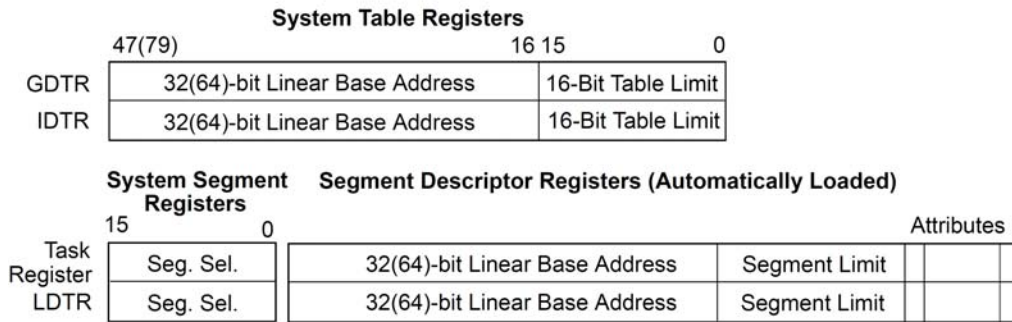 System Table Registers
47(79) 16 15 0
GDTR 32(64)-bit Linear Base Address 16-Bit Table Limit
IDTR 32(64)-bit Linear Base Address 16-Bit Table Limit
System Segment Segment Descriptor Registers (Automatically Loaded)
Registers
15 0 Attributes
Task
Register Seg. Sel. 32(64)-bit Linear Base Address Segment Limit
LDTR Seg. Sel. 32(64)-bit Linear Base Address Segment Limit